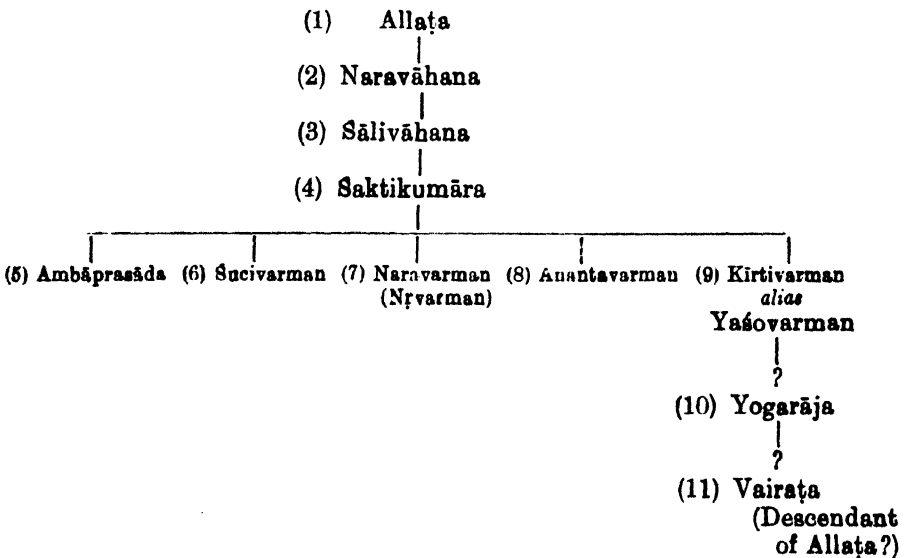 (1) Allaṭa
(2) Naravāhana
(3) Śālivāhana
(4) Śaktikumāra
(5) Ambāprasāda (6) Śucivarman (7) Naravarman (8) Anantavarman (9) Kīrtivarman
(Nṛvarman) alias
Yaśovarman
?
(10) Yogarāja
?
(11) Vairaṭa
(Descendant
of Allaṭa?)